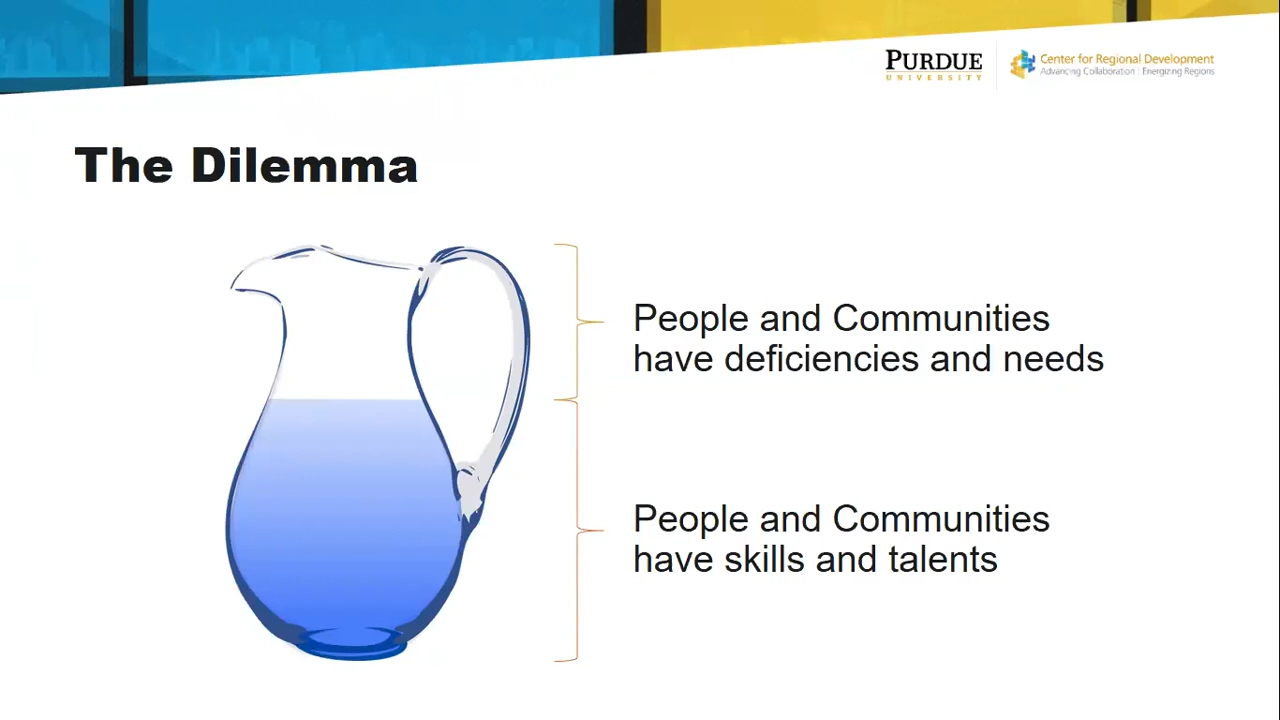 PURDUE
UNIVERSITY
Center for Regional Development
Advancing Collaboration | Energizing Regions
The Dilemma
People and Communities
have deficiencies and needs
People and Communities
have skills and talents